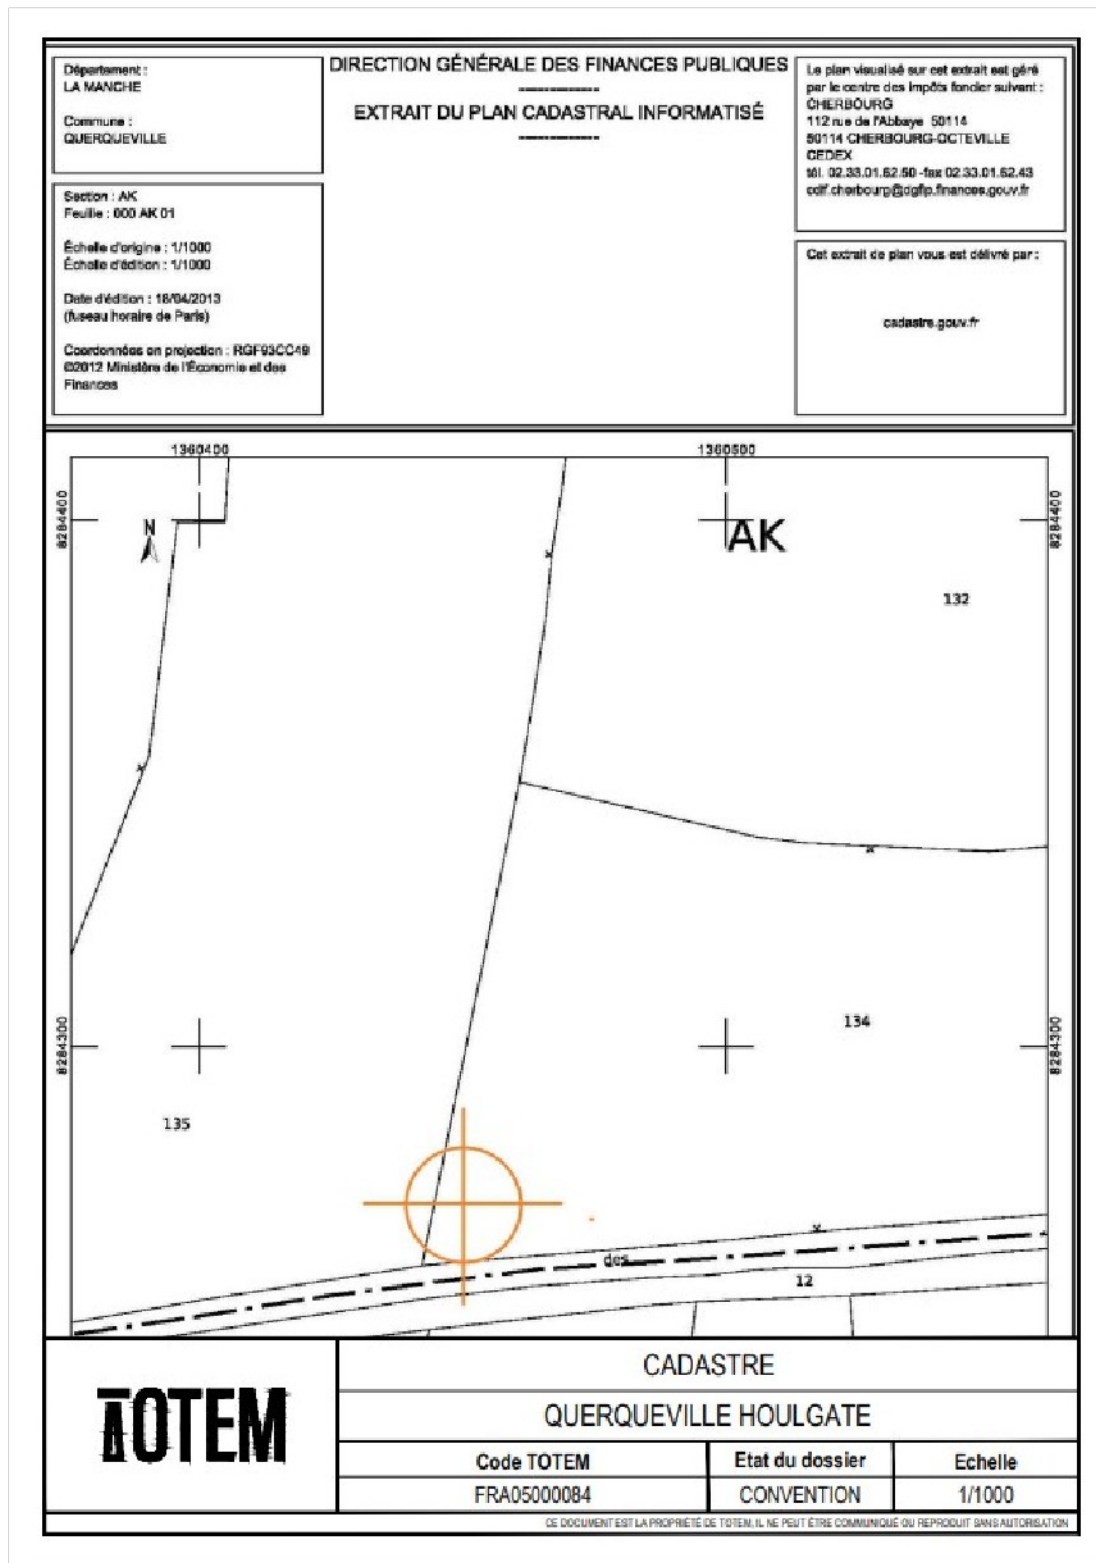 Département :
LA MANCHE
Commune :
QUERQUEVILLE
Section : AK
Feuille : 000 AK 01
Échelle d'origine : 1/1000
Échelle d'édition : 1/1000
Date d'édition : 18/04/2013
(fuseau horaire de Paris)
Coordonnées en projection : RGF93CC49
©2012 Ministère de l'Économie et des
Finances
DIRECTION GÉNÉRALE DES FINANCES PUBLIQUES
------------
EXTRAIT DU PLAN CADASTRAL INFORMATISÉ
------------
Le plan visualisé sur cet extrait est géré
par le centre des impôts foncier suivant :
CHERBOURG
112 rue de l'Abbaye 50114
50114 CHERBOURG-OCTEVILLE
CEDEX
tél. 02.33.01.62.50 -fax 02.33.01.62.43
cdif.cherbourg@dgfip.finances.gouv.fr
Cet extrait de plan vous est délivré par :
cadastre.gouv.fr
1360400
1360500
8284400
8284400
N
AK
132
8284300
8284300
134
135
des
12
TOTEM
CADASTRE
QUERQUEVILLE HOULGATE
Code TOTEM
Etat du dossier
Echelle
FRA05000084
CONVENTION
1/1000
CE DOCUMENT EST LA PROPRIÉTÉ DE TOTEM, IL NE PEUT ÊTRE COMMUNIQUÉ OU REPRODUIT SANS AUTORISATION